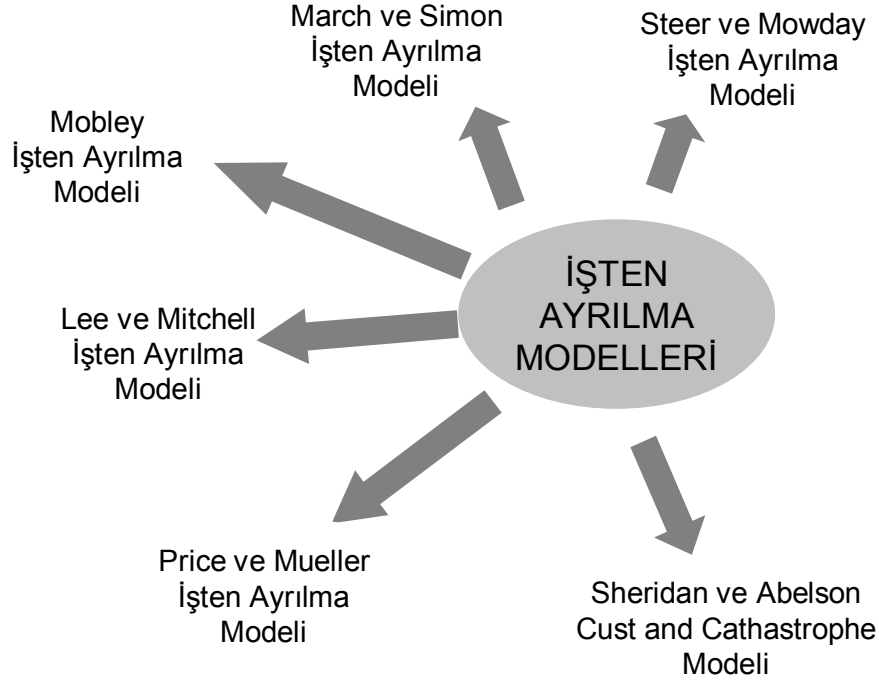 March ve Simon
İşten Ayrılma
Modeli
Steer ve Mowday
İşten Ayrılma
Modeli
Mobley
İşten Ayrılma
Modeli
İŞTEN
AYRILMA
MODELLERİ
Lee ve Mitchell
İşten Ayrılma
Modeli
Price ve Mueller
İşten Ayrılma
Modeli
Sheridan ve Abelson
Cust and Cathastrophe
Modeli